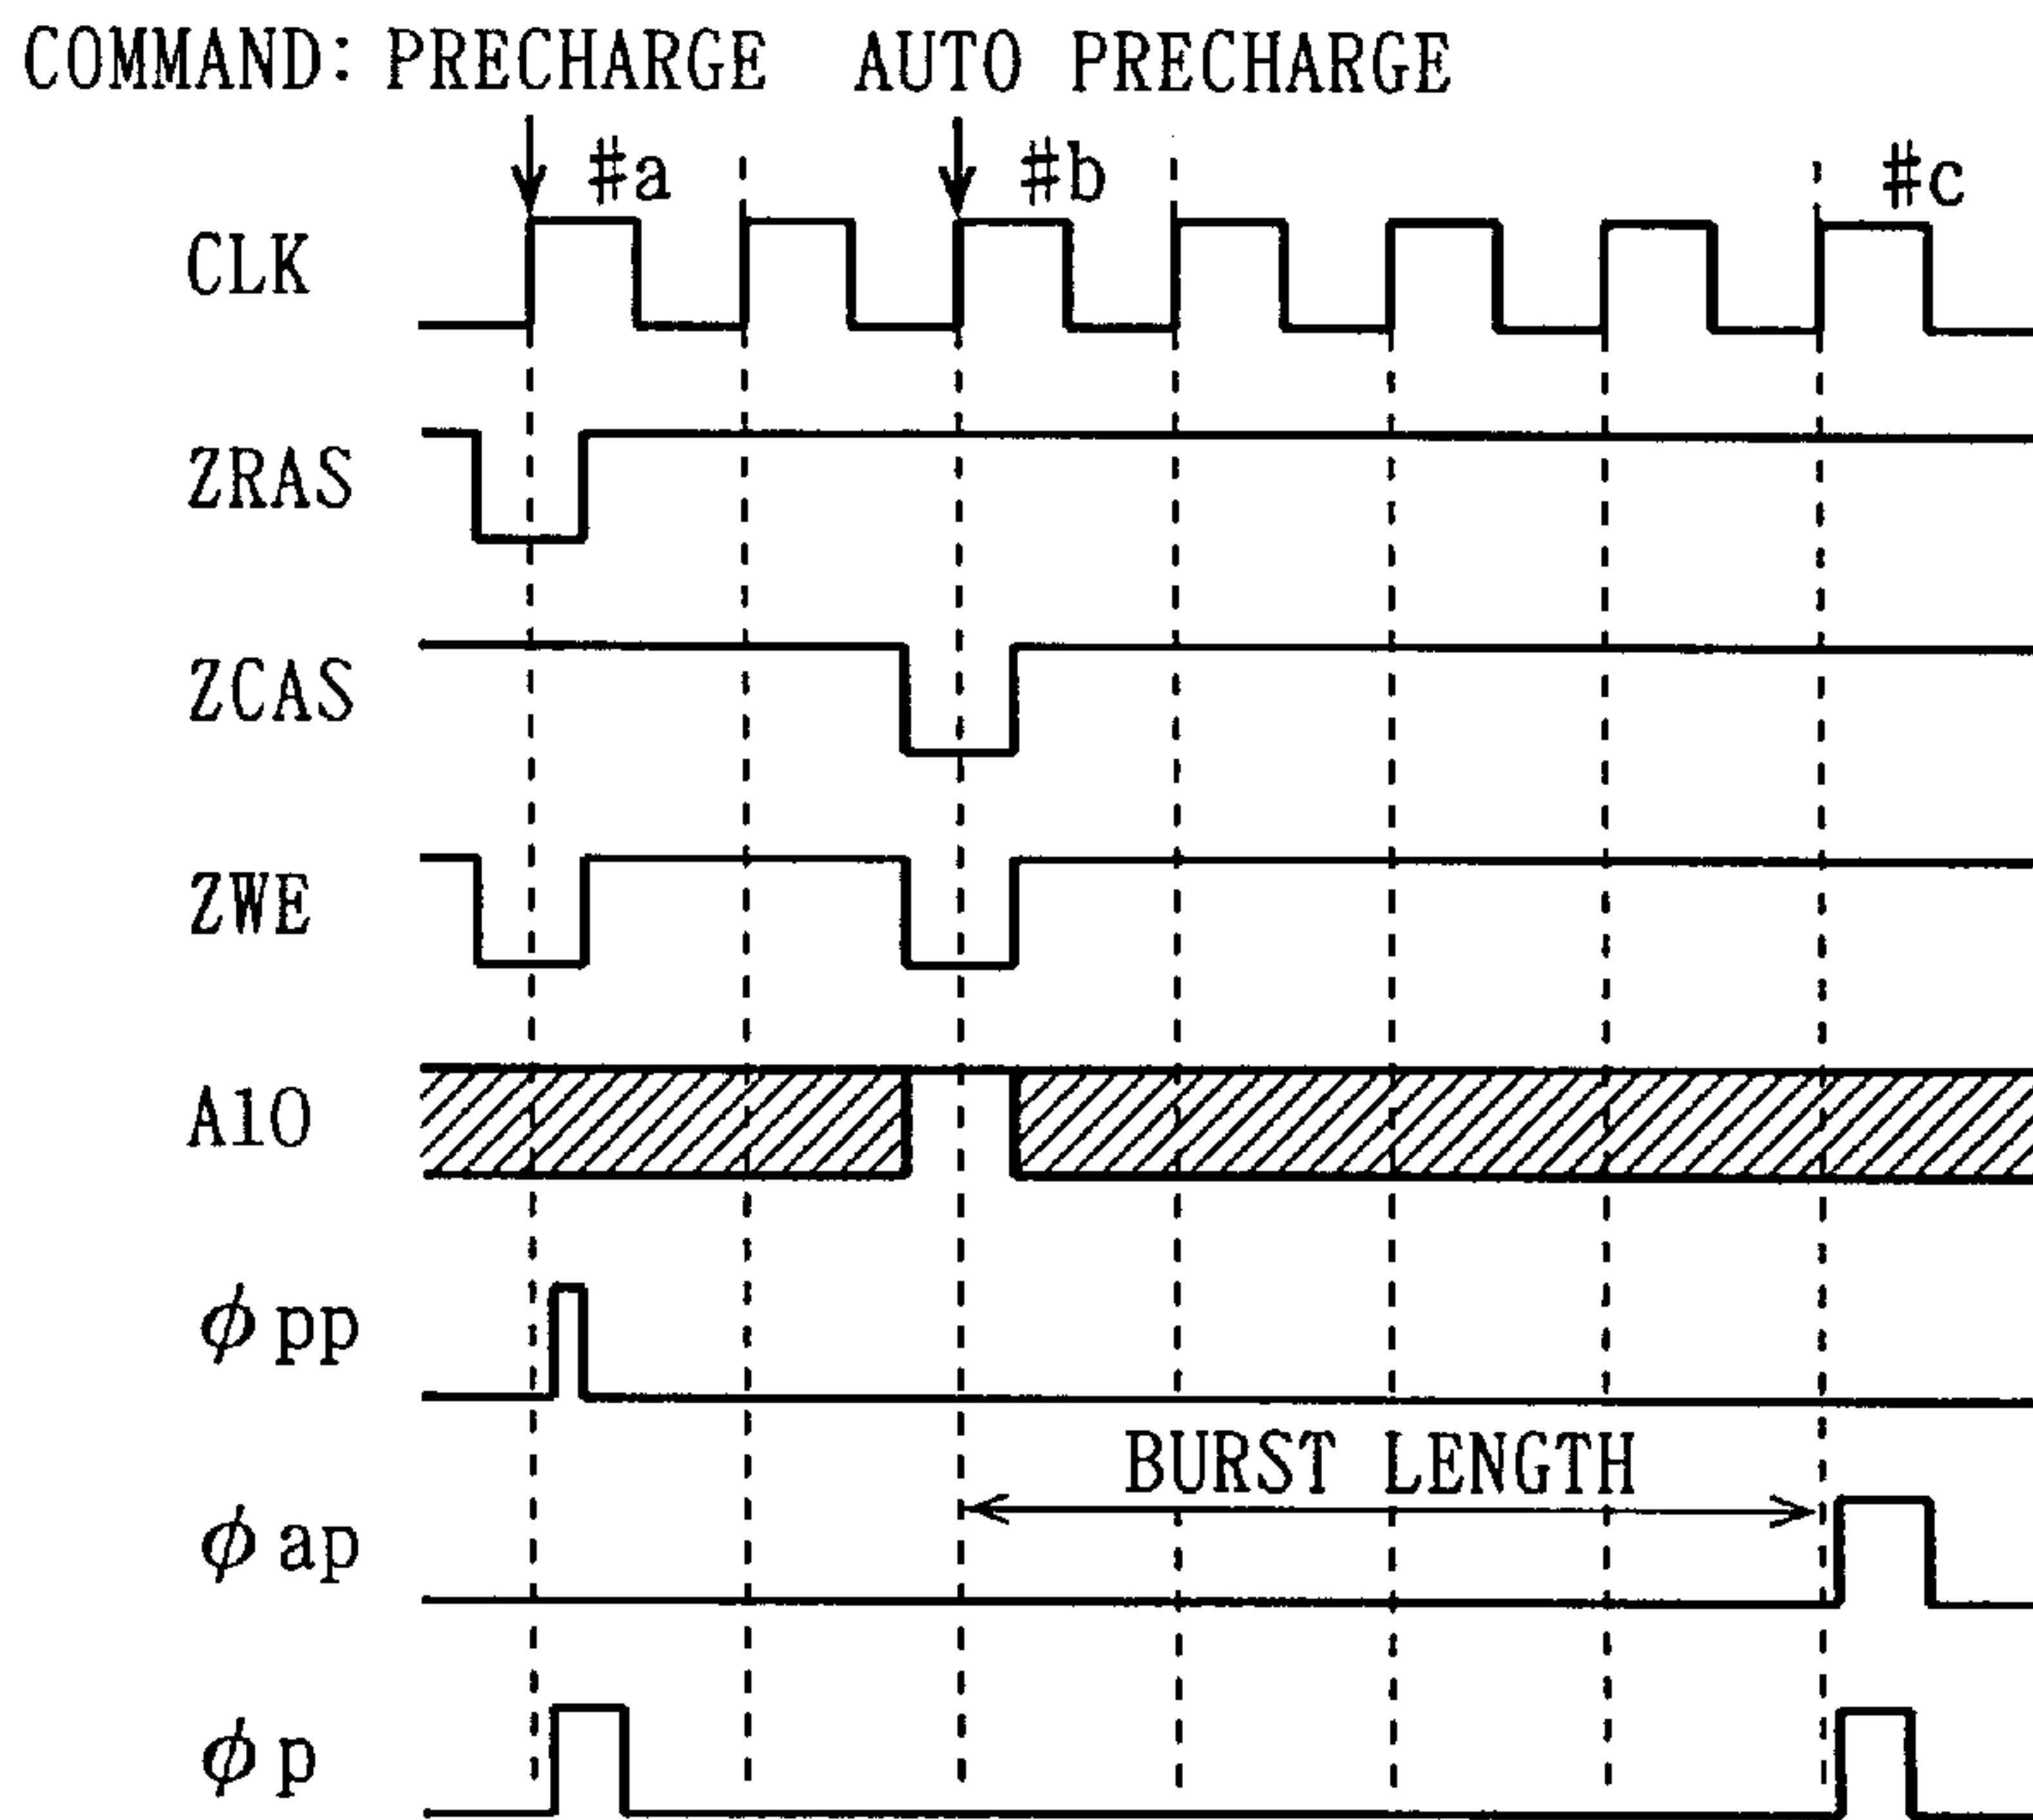 COMMAND: PRECHARGE AUTO PRECHARGE
#a #b #c
CLK
ZRAS
ZCAS
ZWE
A10
φpp
BURST LENGTH
φap
φp